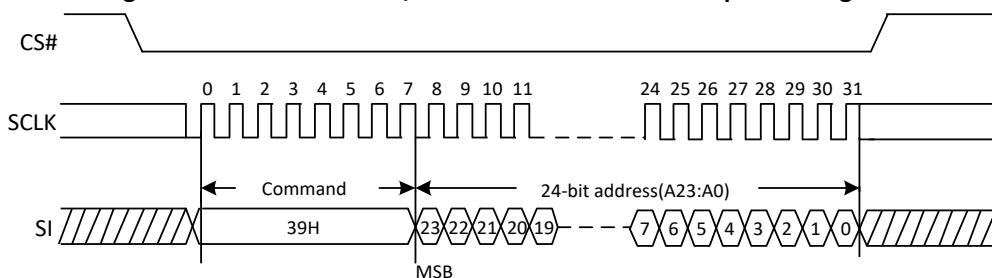 CS#
0 1 2 3 4 5 6 7 8 9 10 11 24 25 26 27 28 29 30 31
SCLK
Command 24-bit address(A23:A0)
SI 39H 23 22 21 20 19 7 6 5 4 3 2 1 0
MSB